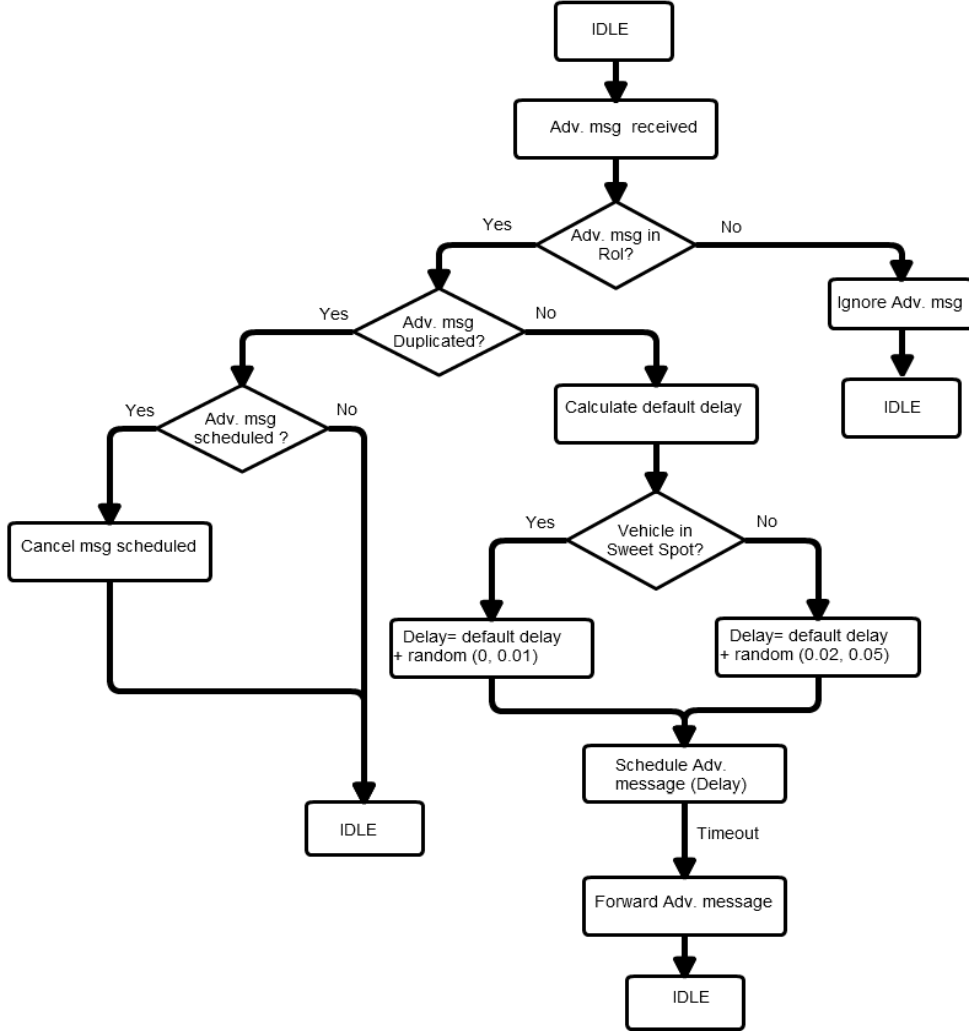 IDLE
Adv. msg received
Adv. msg in
RoI?
Yes
No
Ignore Adv. msg
IDLE
Adv. msg
Duplicated?
Yes
No
Adv. msg
scheduled ?
Yes
No
Cancel msg scheduled
IDLE
Calculate default delay
Vehicle in
Sweet Spot?
Yes
No
Delay= default delay
+ random (0, 0.01)
Delay= default delay
+ random (0.02, 0.05)
Schedule Adv.
message (Delay)
Timeout
Forward Adv. message
IDLE